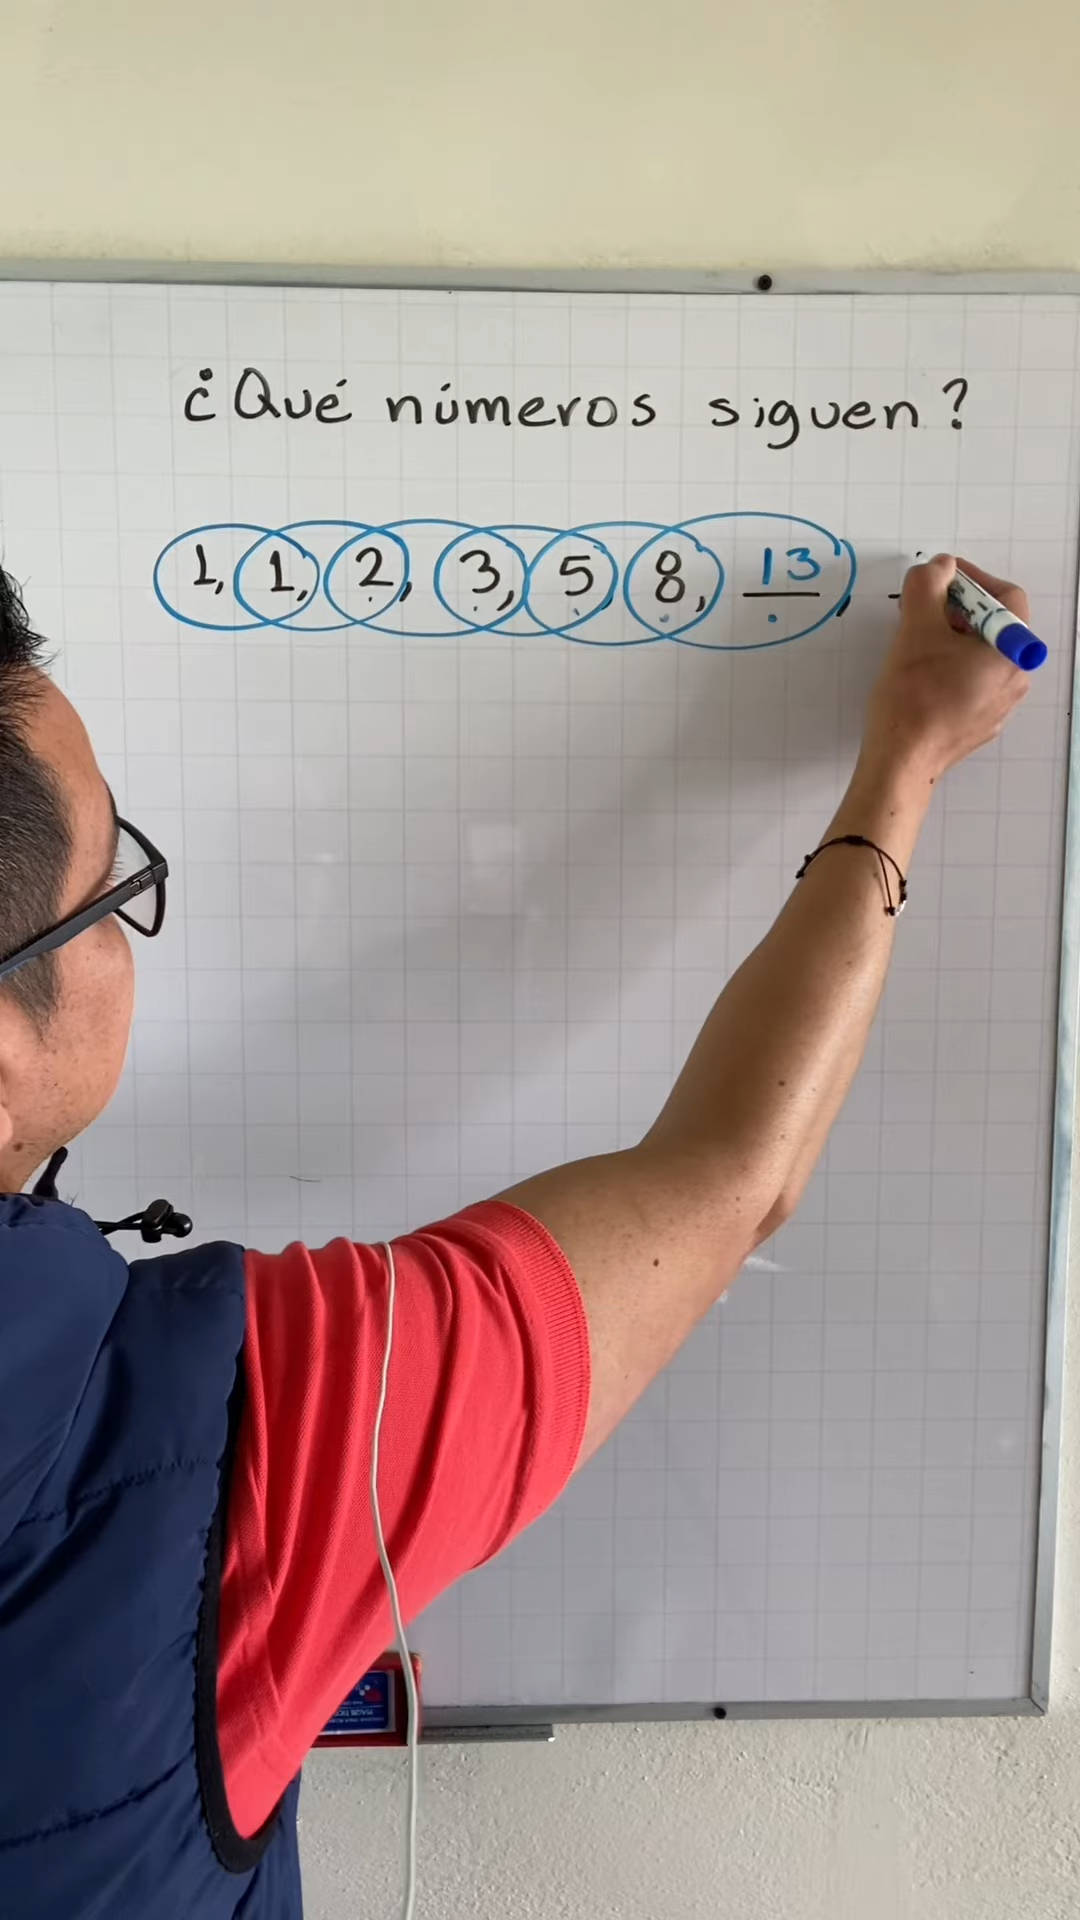 ¿Qué números siguen?
1, 1, 2, 3, 5, 8, 13,